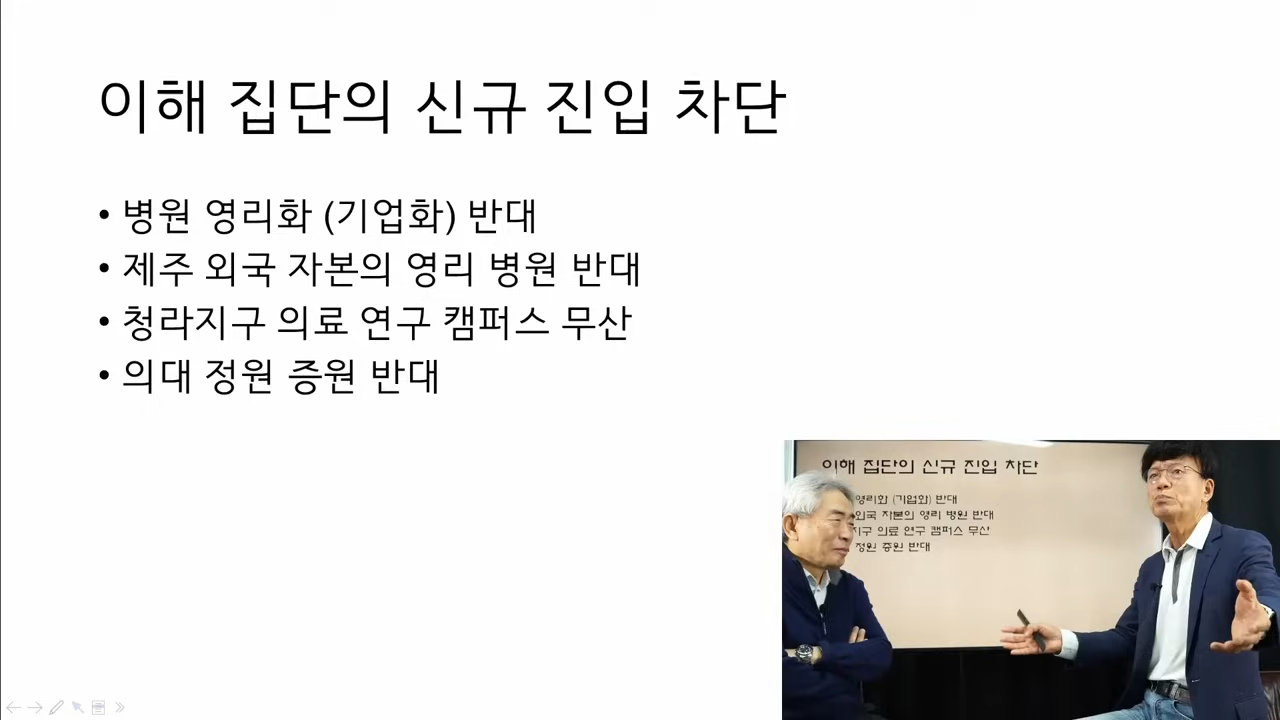 이해 집단의 신규 진입 차단
• 병원 영리화 (기업화) 반대
• 제주 외국 자본의 영리 병원 반대
• 청라지구 의료 연구 캠퍼스 무산
• 의대 정원 증원 반대
이해 집단의 신규 진입 차단
영리화 (기업화) 반대
외국 자본의 영리 병원 반대
지구 의료 연구 캠퍼스 무산
정원 증원 반대